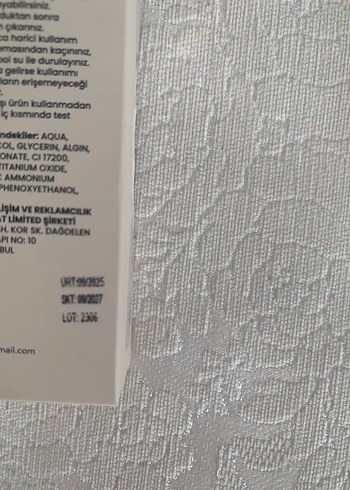 yabilirsiniz.
duktan sonra
çıkarınız.
ca harici kullanım
masından kaçınınız,
bol su ile durulayınız.
a gelirse kullanımı
ların erişemeyeceği
şı ürün kullanmadan
iç kısmında test
ndekiler: AQUA,
COL, GLYCERIN, ALGIN,
ONATE, CI 17200,
TITANIUM OXIDE,
AMMONIUM
PHENOXYETHANOL,
LİŞİM VE REKLAMCILIK
AT LİMİTED ŞİRKETİ
H. KOR SK. DAĞDELEN
API NO: 10
BUL
ÜRT:09/2025
SKT: 09/2027
LOT: 2306
mail.com